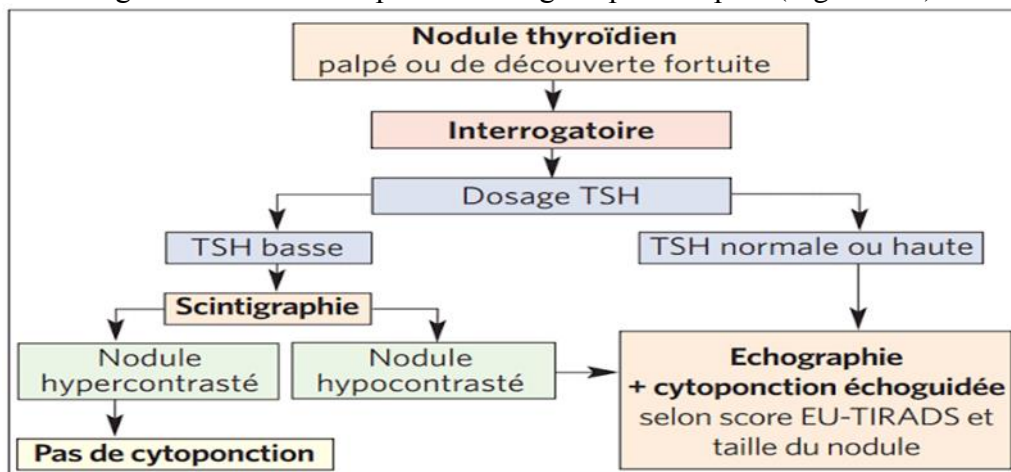 Nodule thyroïdien
palpé ou de découverte fortuite
Interrogatoire
Dosage TSH
TSH basse
TSH normale ou haute
Scintigraphie
Nodule
hypercontrasté
Nodule
hypocontrasté
Echographie
+ cytoponction échoguidée
selon score EU-TIRADS et
taille du nodule
Pas de cytoponction